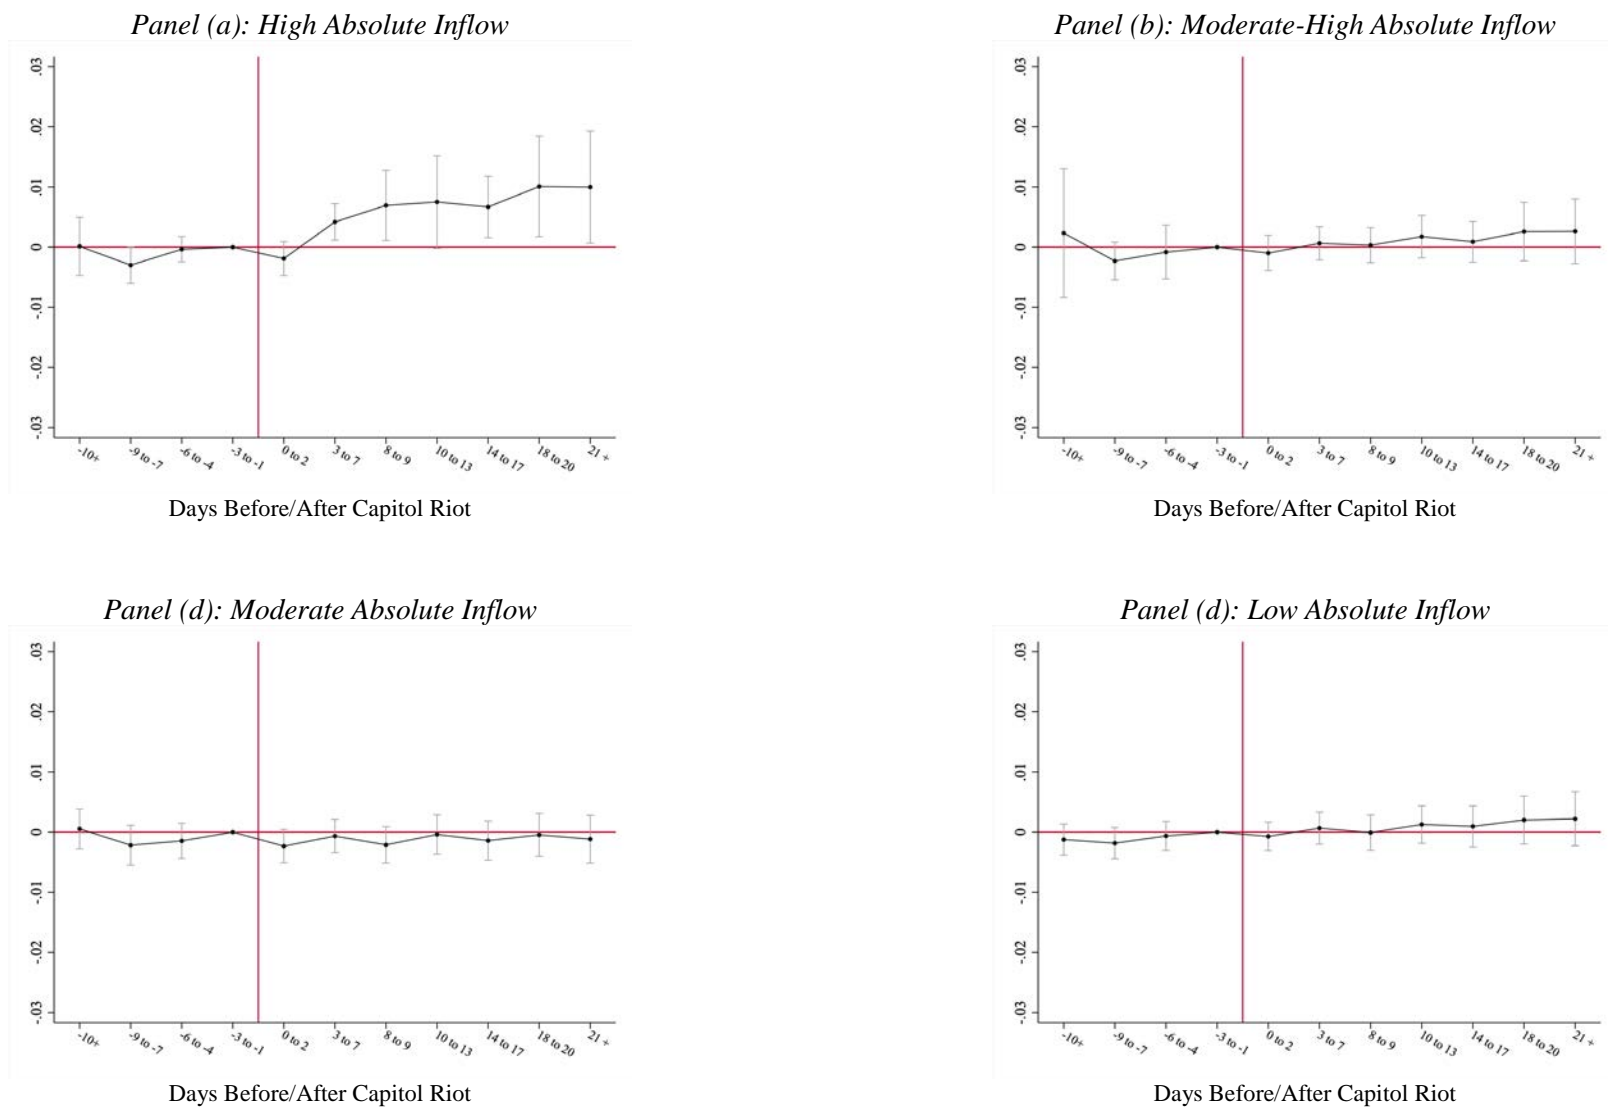 Panel (a): High Absolute Inflow
.03
.02
.01
0
-.01
-.02
-.03
-10+
-9 to -7
-6 to -4
-3 to -1
0 to 2
3 to 7
8 to 9
10 to 13
14 to 17
18 to 20
21 +
Days Before/After Capitol Riot
Panel (b): Moderate-High Absolute Inflow
.03
.02
.01
0
-.01
-.02
-.03
-10+
-9 to -7
-6 to -4
-3 to -1
0 to 2
3 to 7
8 to 9
10 to 13
14 to 17
18 to 20
21 +
Days Before/After Capitol Riot
Panel (d): Moderate Absolute Inflow
.03
.02
.01
0
-.01
-.02
-.03
-10+
-9 to -7
-6 to -4
-3 to -1
0 to 2
3 to 7
8 to 9
10 to 13
14 to 17
18 to 20
21 +
Days Before/After Capitol Riot
Panel (d): Low Absolute Inflow
.03
.02
.01
0
-.01
-.02
-.03
-10+
-9 to -7
-6 to -4
-3 to -1
0 to 2
3 to 7
8 to 9
10 to 13
14 to 17
18 to 20
21 +
Days Before/After Capitol Riot